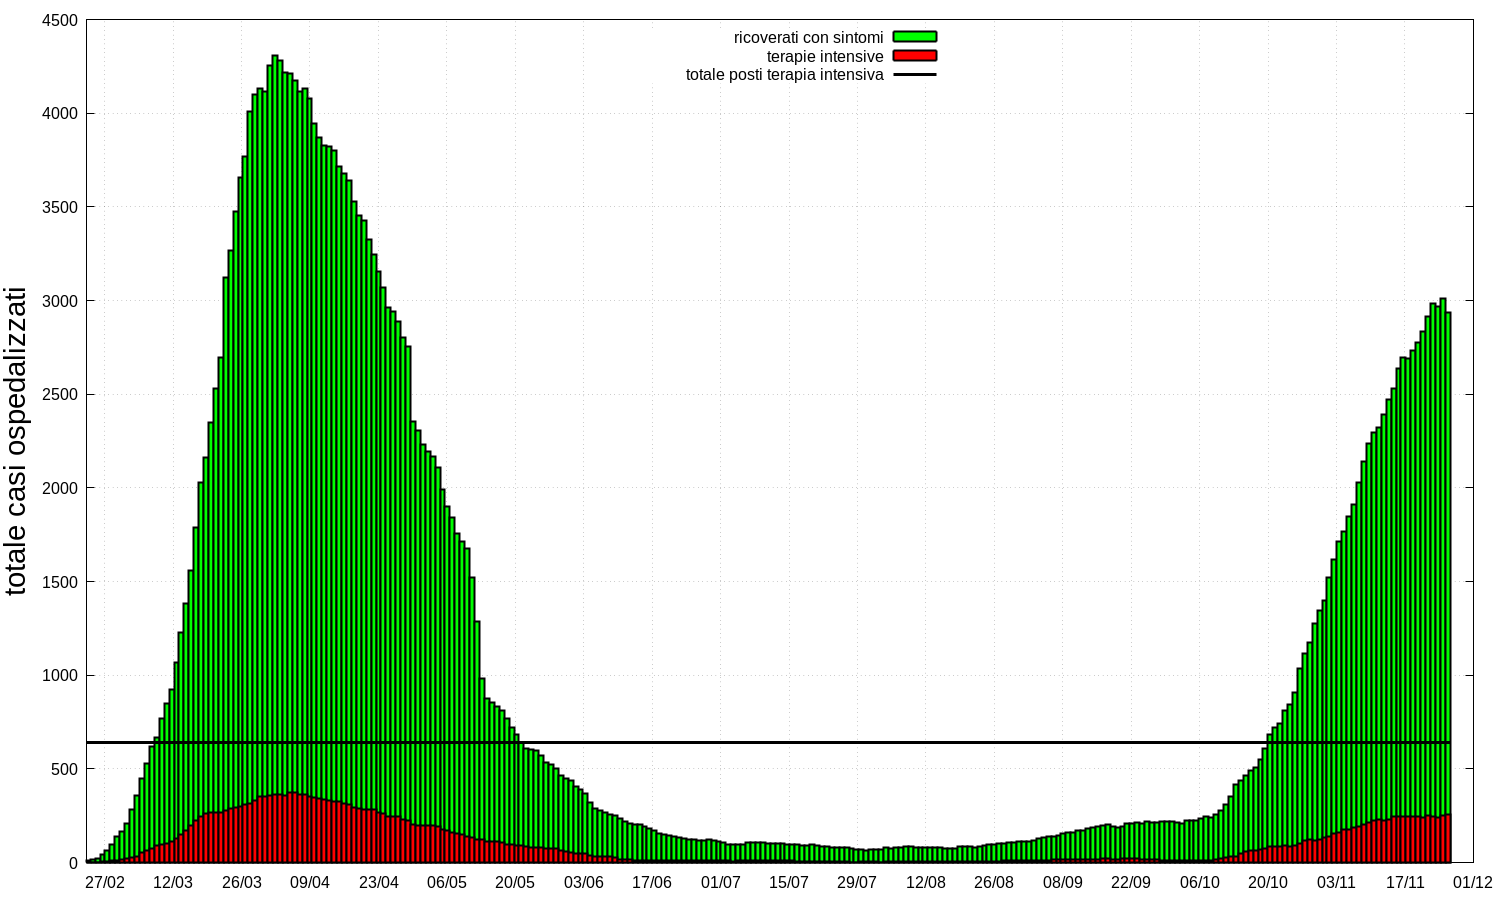 ricoverati con sintomi
terapie intensive
totale posti terapia intensiva
totale casi ospedalizzati
4500
4000
3500
3000
2500
2000
1500
1000
500
0
27/02 12/03 26/03 09/04 23/04 06/05 20/05 03/06 17/06 01/07 15/07 29/07 12/08 26/08 08/09 22/09 06/10 20/10 03/11 17/11 01/12